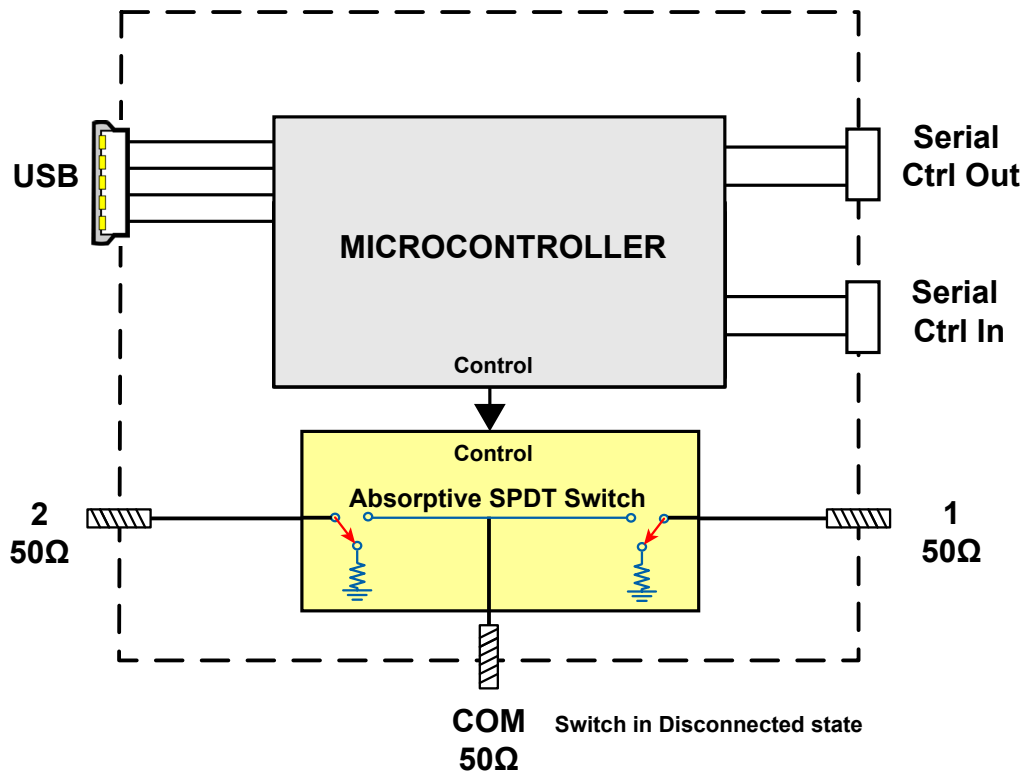 USB
Serial
Ctrl Out
MICROCONTROLLER
Serial
Ctrl In
Control
Control
Absorptive SPDT Switch
2
50Ω
1
50Ω
COM
50Ω
Switch in Disconnected state